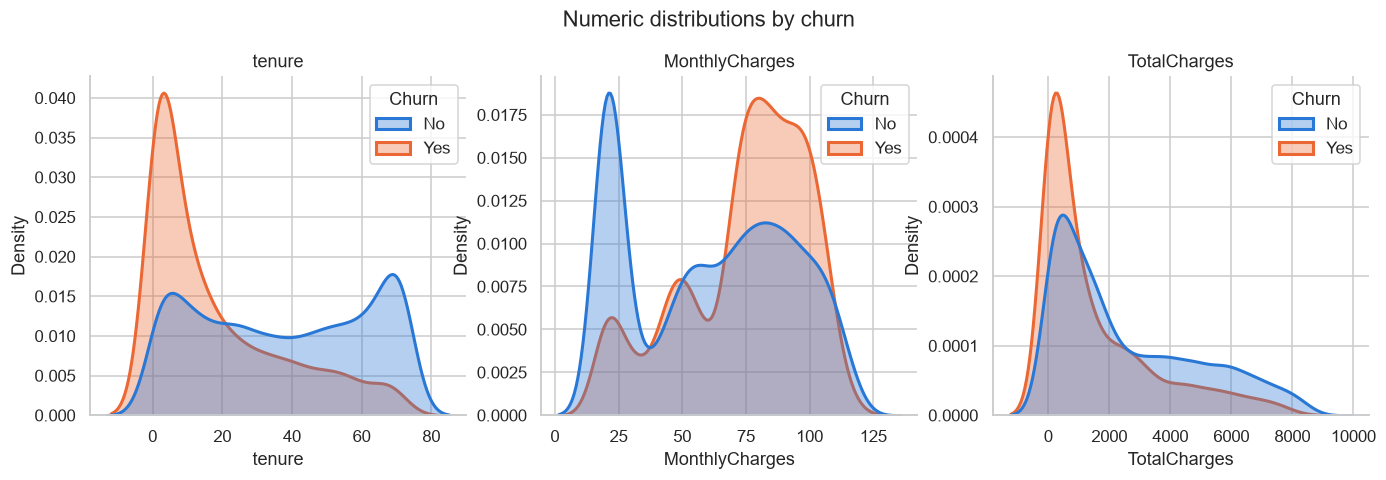 Numeric distributions by churn
tenure
Density
0.040
0.035
0.030
0.025
0.020
0.015
0.010
0.005
0.000
0
20
40
60
80
tenure
Churn
No
Yes
MonthlyCharges
Density
0.0175
0.0150
0.0125
0.0100
0.0075
0.0050
0.0025
0.0000
0
25
50
75
100
125
MonthlyCharges
Churn
No
Yes
TotalCharges
Density
0.0004
0.0003
0.0002
0.0001
0.0000
0
2000
4000
6000
8000
10000
TotalCharges
Churn
No
Yes